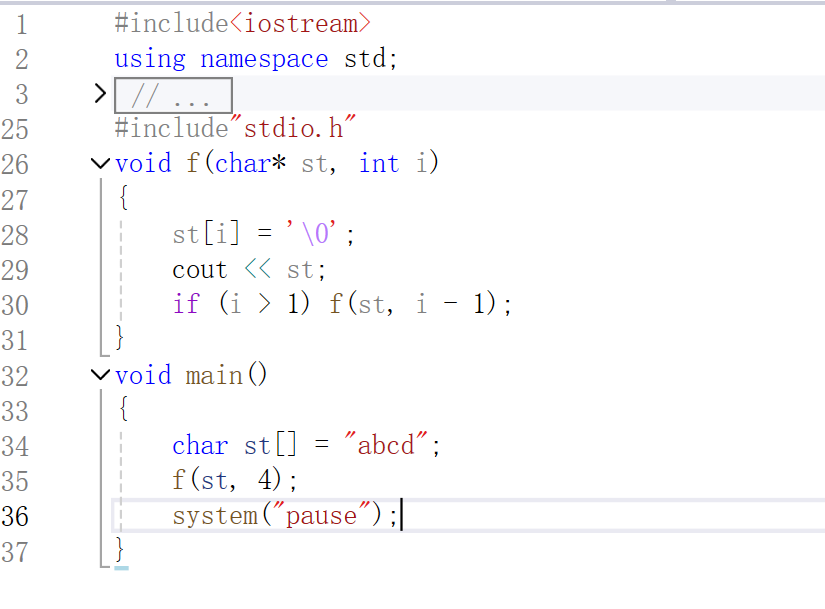 1 #include<iostream>
2 using namespace std;
3 // ...
25 #include"stdio.h"
26 void f(char* st, int i)
27 {
28 st[i] = '\0';
29 cout << st;
30 if (i > 1) f(st, i - 1);
31 }
32 void main()
33 {
34 char st[] = "abcd";
35 f(st, 4);
36 system("pause");
37 }